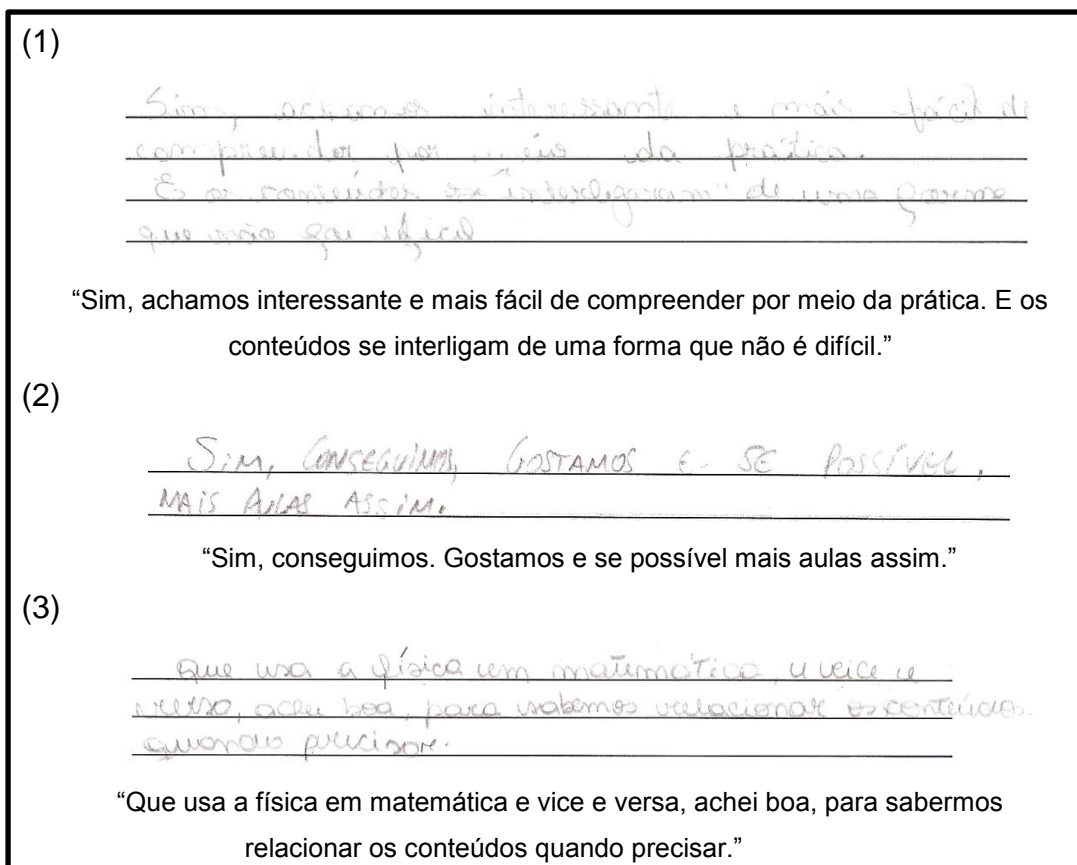 (1)
Sim, achamos interessante e mais fácil de
compreender por meio da prática.
E os conteúdos se "interligaram" de uma forma
que não foi difícil
“Sim, achamos interessante e mais fácil de compreender por meio da prática. E os
conteúdos se interligam de uma forma que não é difícil.”
(2)
SIM, CONSEGUIMOS, GOSTAMOS E SE POSSÍVEL,
MAIS AULAS ASSIM.
“Sim, conseguimos. Gostamos e se possível mais aulas assim.”
(3)
que usa a física em matemática, e veice e
verso, achei boa, para sabermos relacionar os conteúdos
quando precisar.
“Que usa a física em matemática e vice e versa, achei boa, para sabermos
relacionar os conteúdos quando precisar.”